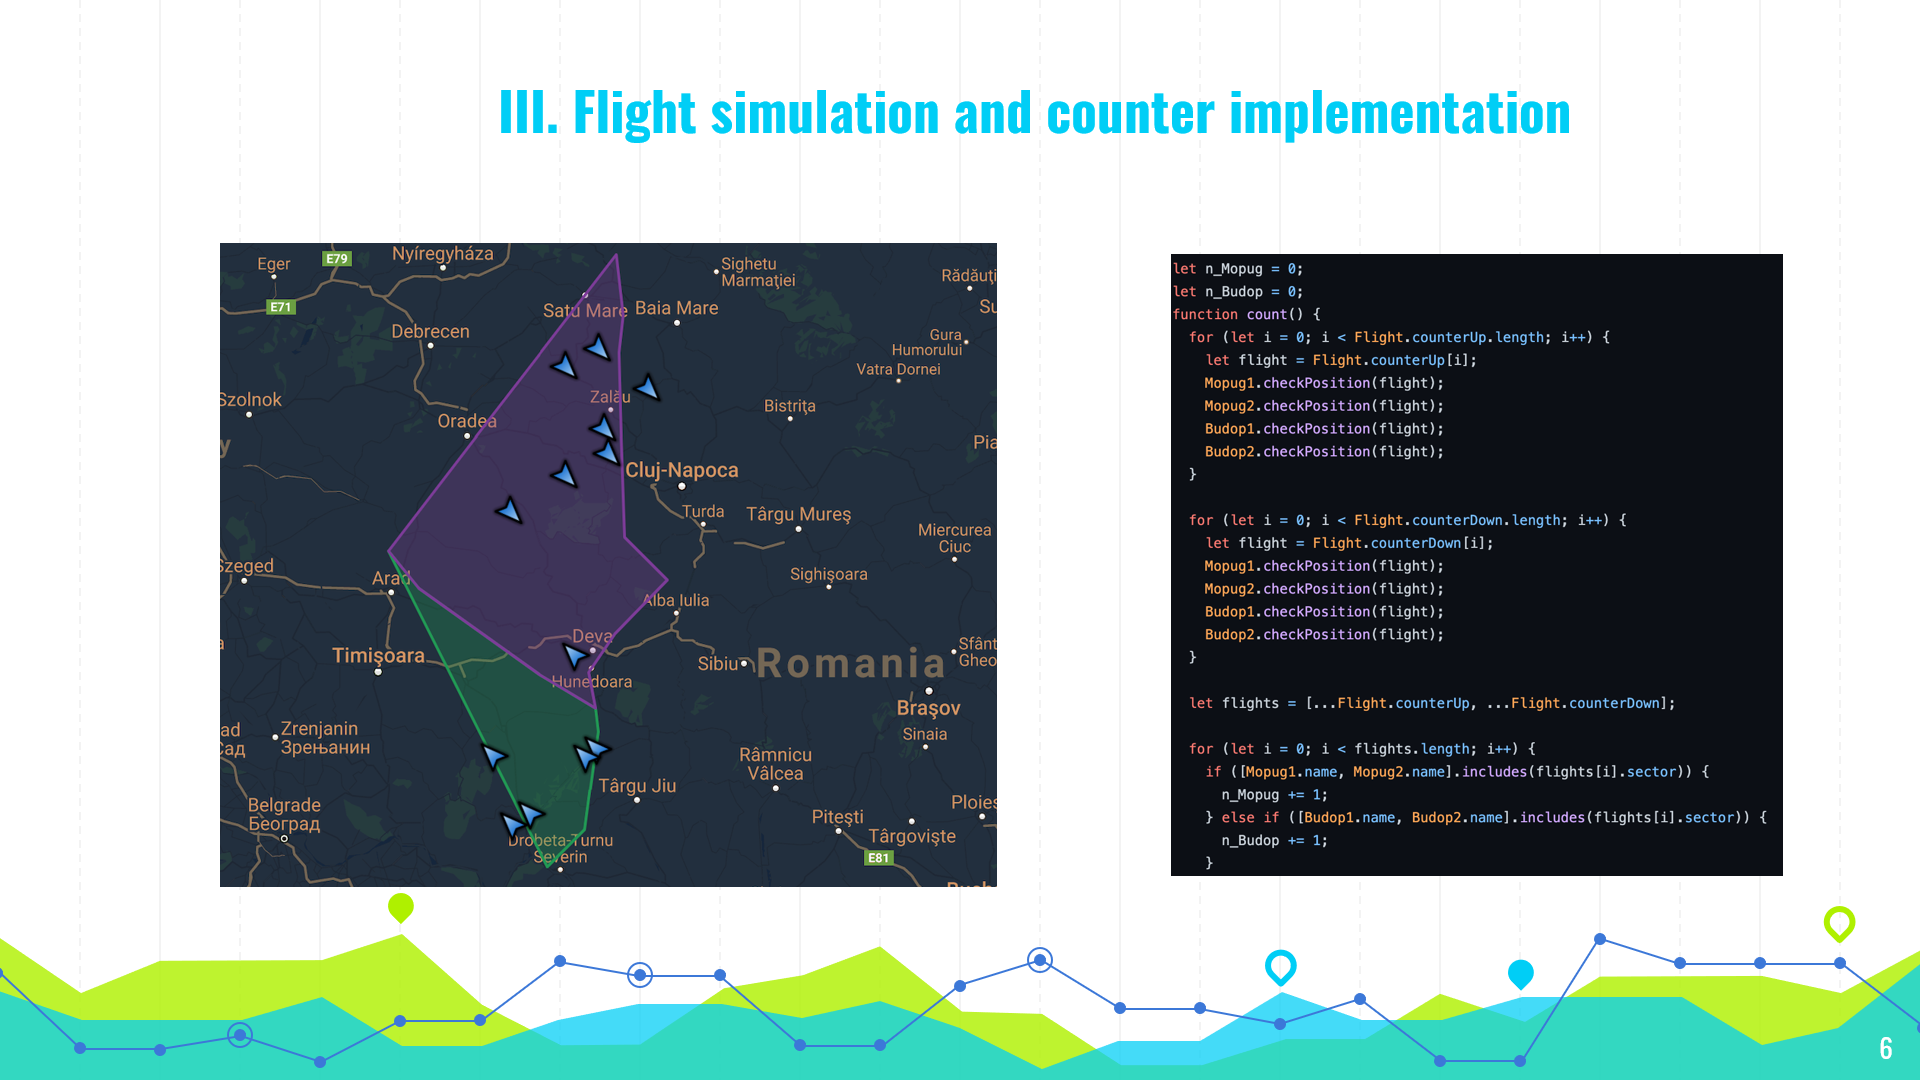 III. Flight simulation and counter implementation
Eger
E79
Nyíregyháza
Sighetu
Marmaţiei
Rădăuţi
E71
Satu Mare
Baia Mare
Su
Debrecen
Gura
Humorului
Vatra Dornei
Szolnok
Zalău
Bistriţa
Oradea
Pia
y
Cluj-Napoca
Turda
Târgu Mureş
Miercurea
Ciuc
Szeged
Arad
Sighişoara
Alba Iulia
Deva
Sfânt
Gheo
Timişoara
Sibiu
Romania
Hunedoara
Braşov
ad
Сад
Zrenjanin
Зрењанин
Sinaia
Râmnicu
Vâlcea
Târgu Jiu
Belgrade
Београд
Ploies
Piteşti
Târgovişte
Drobeta-Turnu
Severin
E81
Buch
let n_Mopug = 0;
let n_Budop = 0;
function count() {
for (let i = 0; i < Flight.counterUp.length; i++) {
let flight = Flight.counterUp[i];
Mopug1.checkPosition(flight);
Mopug2.checkPosition(flight);
Budop1.checkPosition(flight);
Budop2.checkPosition(flight);
}
for (let i = 0; i < Flight.counterDown.length; i++) {
let flight = Flight.counterDown[i];
Mopug1.checkPosition(flight);
Mopug2.checkPosition(flight);
Budop1.checkPosition(flight);
Budop2.checkPosition(flight);
}
let flights = [...Flight.counterUp, ...Flight.counterDown];
for (let i = 0; i < flights.length; i++) {
if ([Mopug1.name, Mopug2.name].includes(flights[i].sector)) {
n_Mopug += 1;
} else if ([Budop1.name, Budop2.name].includes(flights[i].sector)) {
n_Budop += 1;
}
6